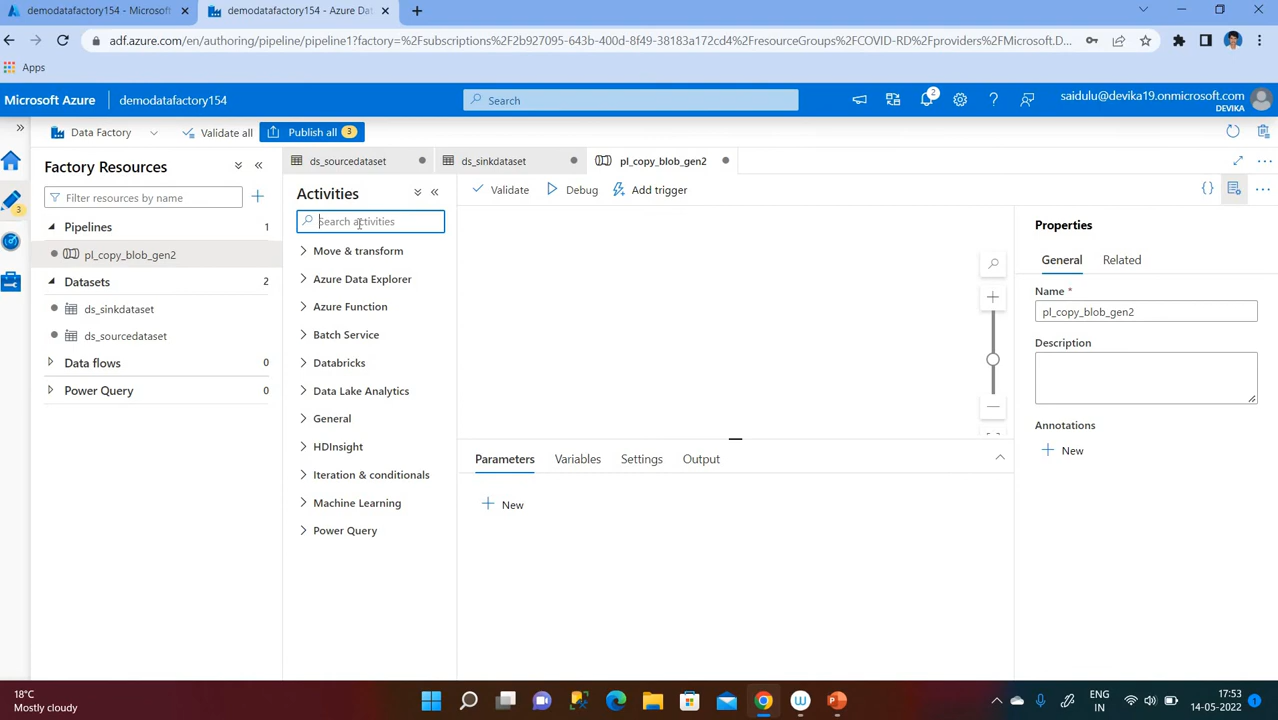 demodatafactory154 - Microsoft
demodatafactory154 - Azure Data
adf.azure.com/en/authoring/pipeline/pipeline1?factory=%2Fsubscriptions%2F2b927095-643b-400d-8f49-38183a172cd4%2FresourceGroups%2FCOVID-RD%2Fproviders%2FMicrosoft.D...
Apps
Microsoft Azure
demodatafactory154
Search
2
saidulu@devika19.onmicrosoft.com
DEVIKA
Data Factory
Validate all
Publish all 3
3
Factory Resources
Filter resources by name
Pipelines 1
pl_copy_blob_gen2
Datasets 2
ds_sinkdataset
ds_sourcedataset
Data flows 0
Power Query 0
ds_sourcedataset
ds_sinkdataset
pl_copy_blob_gen2
Activities
Search activities
Move & transform
Azure Data Explorer
Azure Function
Batch Service
Databricks
Data Lake Analytics
General
HDInsight
Iteration & conditionals
Machine Learning
Power Query
Validate
Debug
Add trigger
Parameters
Variables
Settings
Output
New
Properties
General
Related
Name *
pl_copy_blob_gen2
Description
Annotations
New
18°C
Mostly cloudy
ENG
IN
17:53
14-05-2022
1